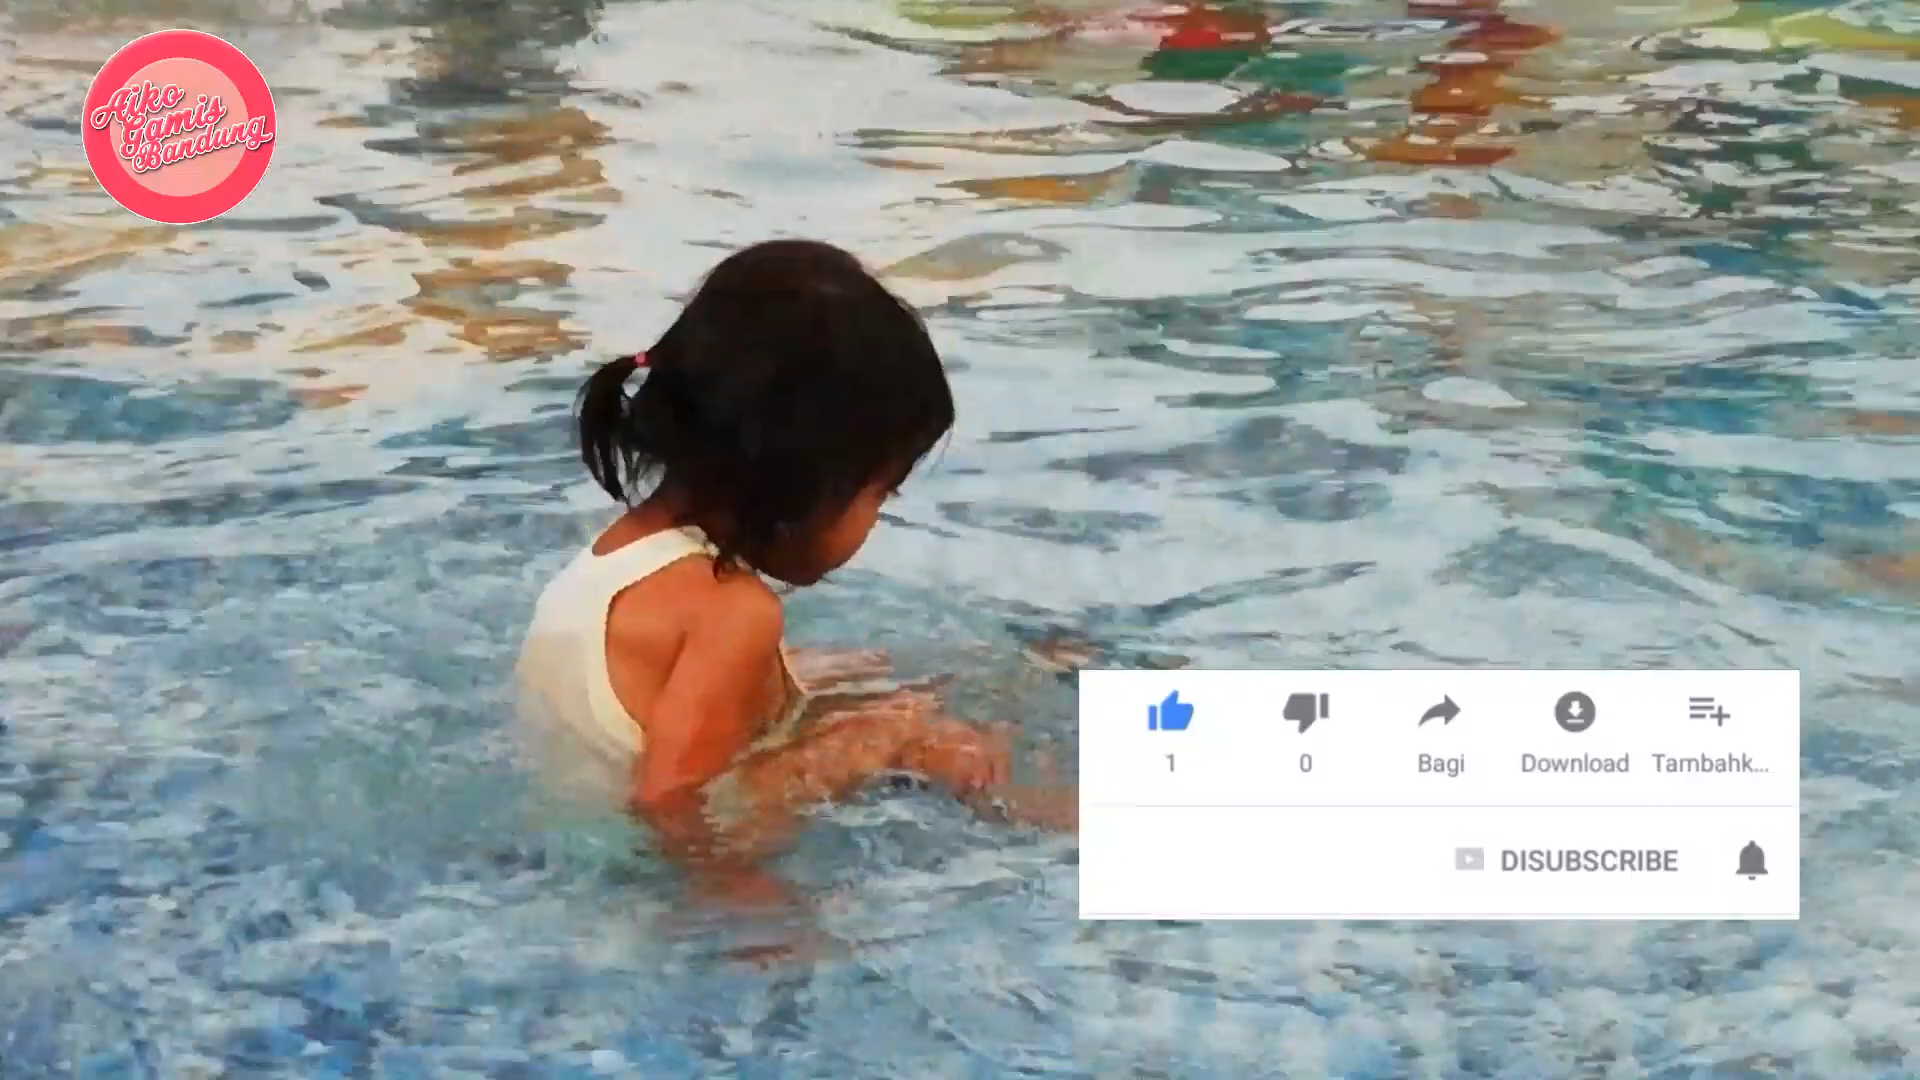 Aiko
Gamis
Bandung
1
0
Bagi
Download
Tambahk...
DISUBSCRIBE